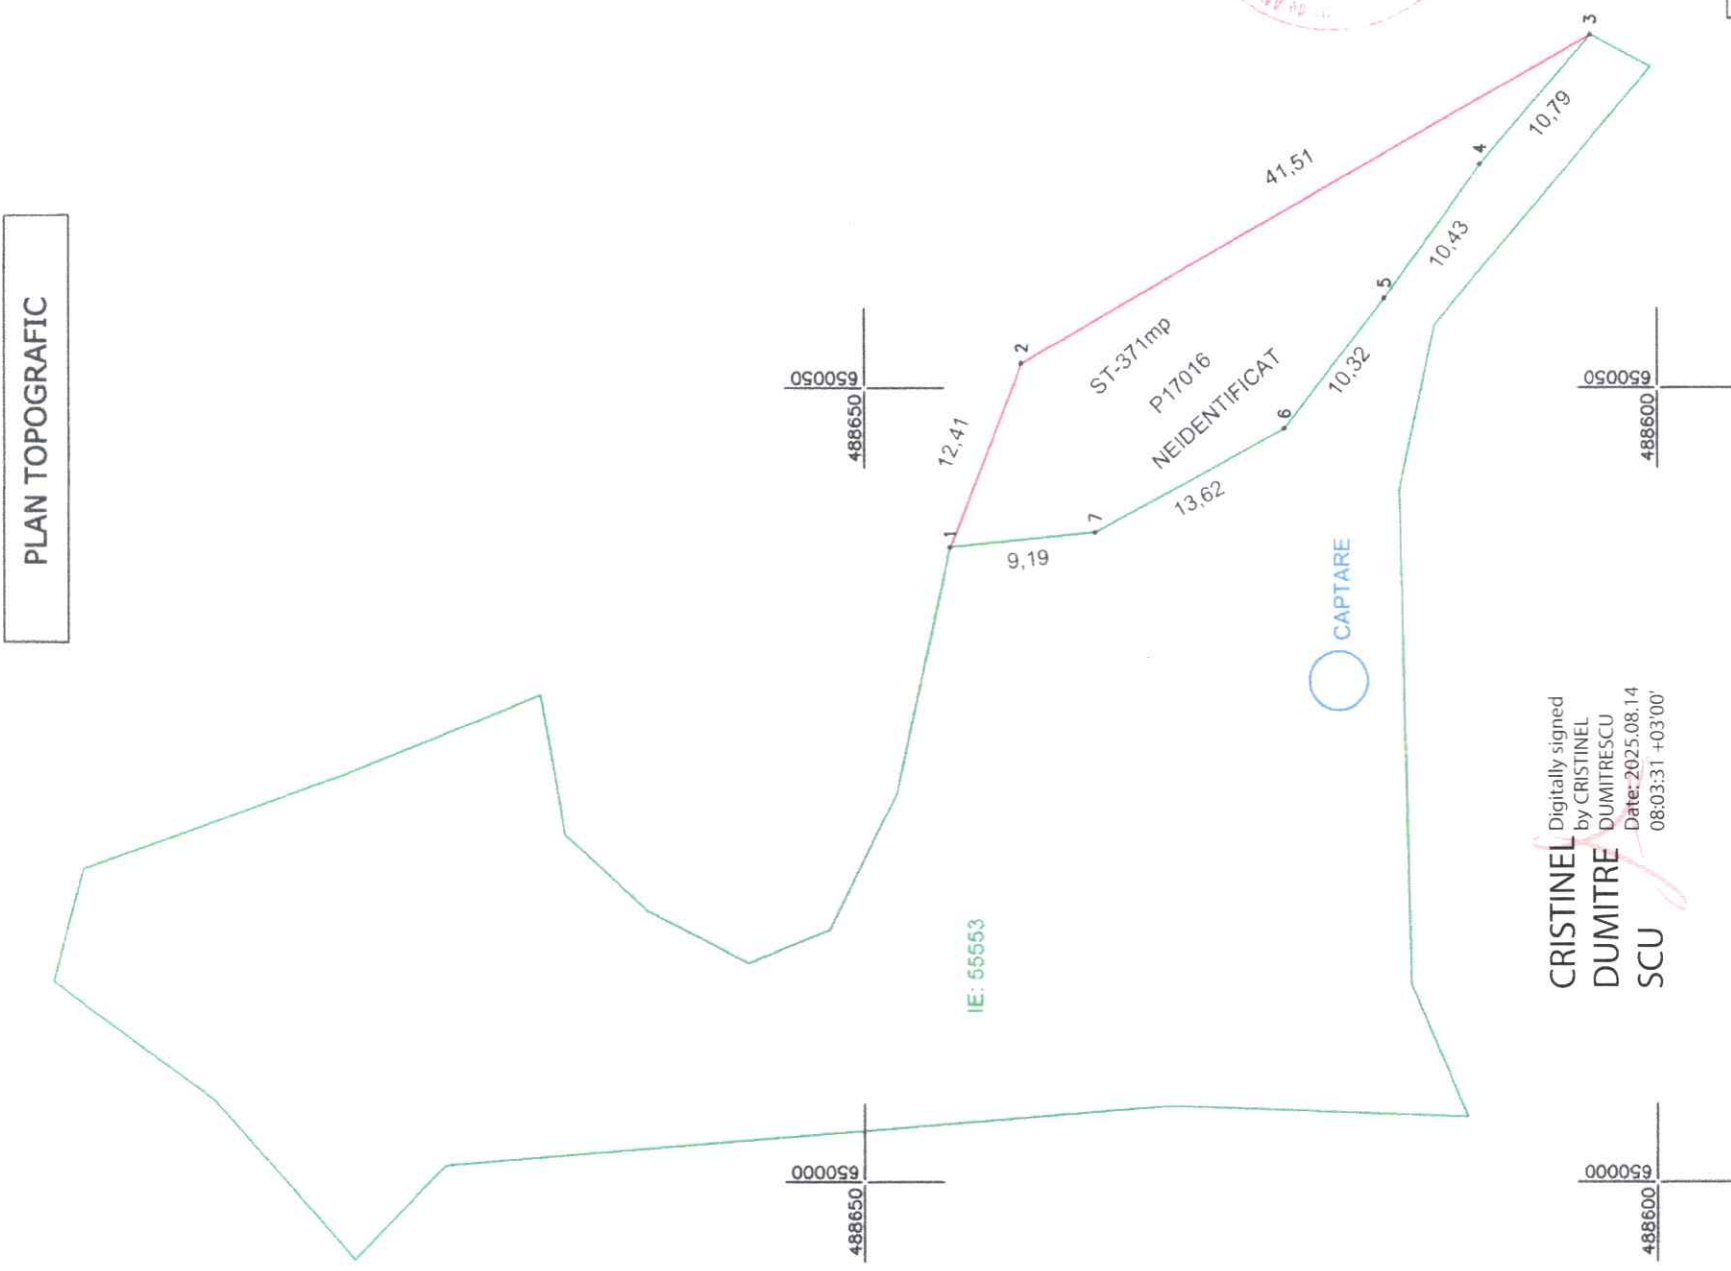 PLAN TOPOGRAFIC
488650
650050
488600
650050
488650
650000
488600
650000
1
2
3
4
5
6
7
12,41
41,51
10,79
10,43
10,32
13,62
9,19
ST-371mp
P17016
NEIDENTIFICAT
CAPTARE
IE: 55553
CRISTINEL
DUMITRE
SCU
Digitally signed
by CRISTINEL
DUMITRESCU
Date: 2025.08.14
08:03:31 +03'00'